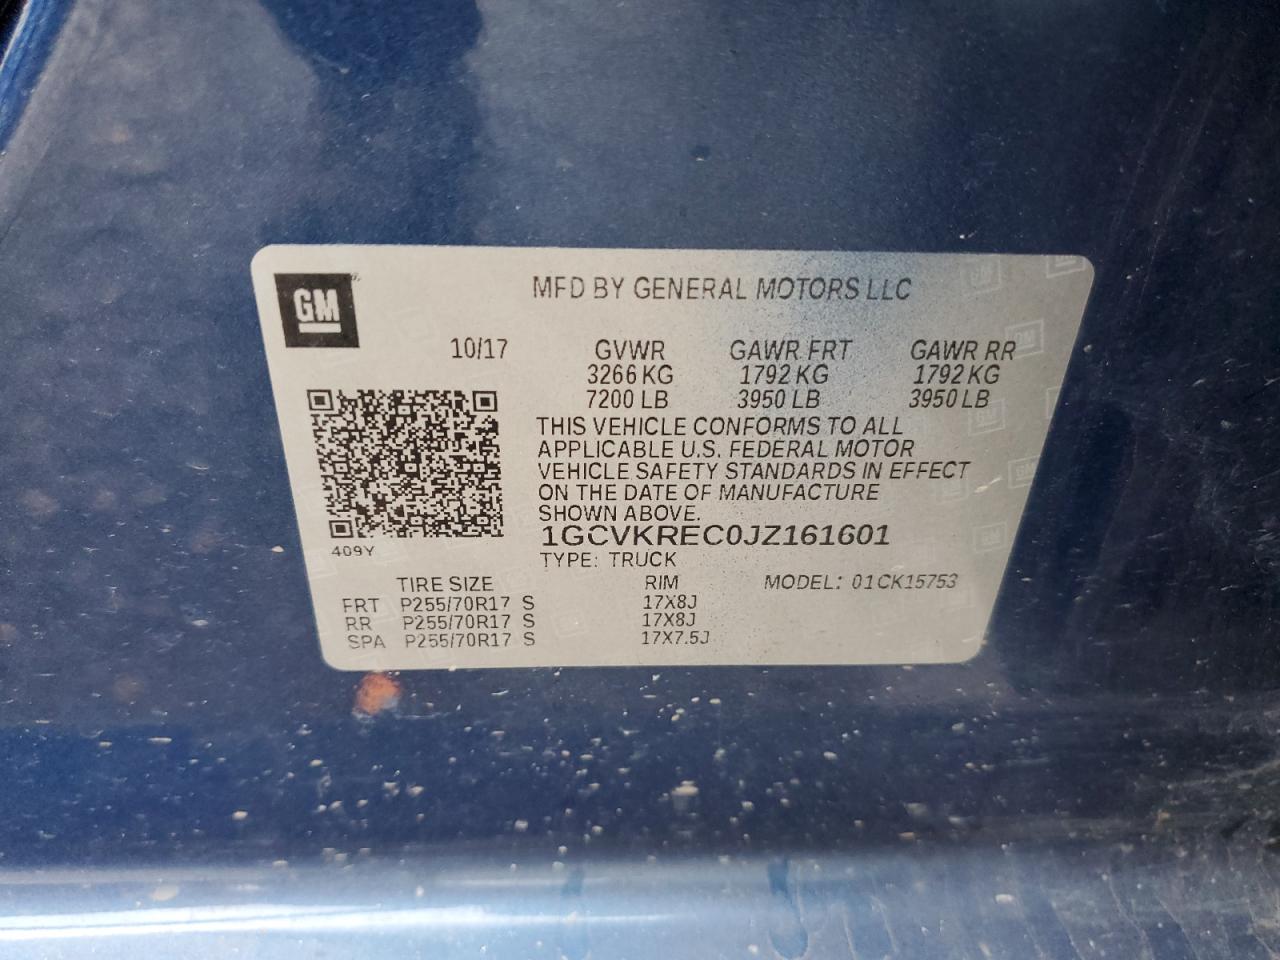 GM
MFD BY GENERAL MOTORS LLC
10/17 GVWR GAWR FRT GAWR RR
3266 KG 1792 KG 1792 KG
7200 LB 3950 LB 3950 LB
THIS VEHICLE CONFORMS TO ALL
APPLICABLE U.S. FEDERAL MOTOR
VEHICLE SAFETY STANDARDS IN EFFECT
ON THE DATE OF MANUFACTURE
SHOWN ABOVE.
1GCVKREC0JZ161601
409Y
TYPE: TRUCK
TIRE SIZE RIM MODEL: 01CK15753
FRT P255/70R17 S 17X8J
RR P255/70R17 S 17X8J
SPA P255/70R17 S 17X7.5J